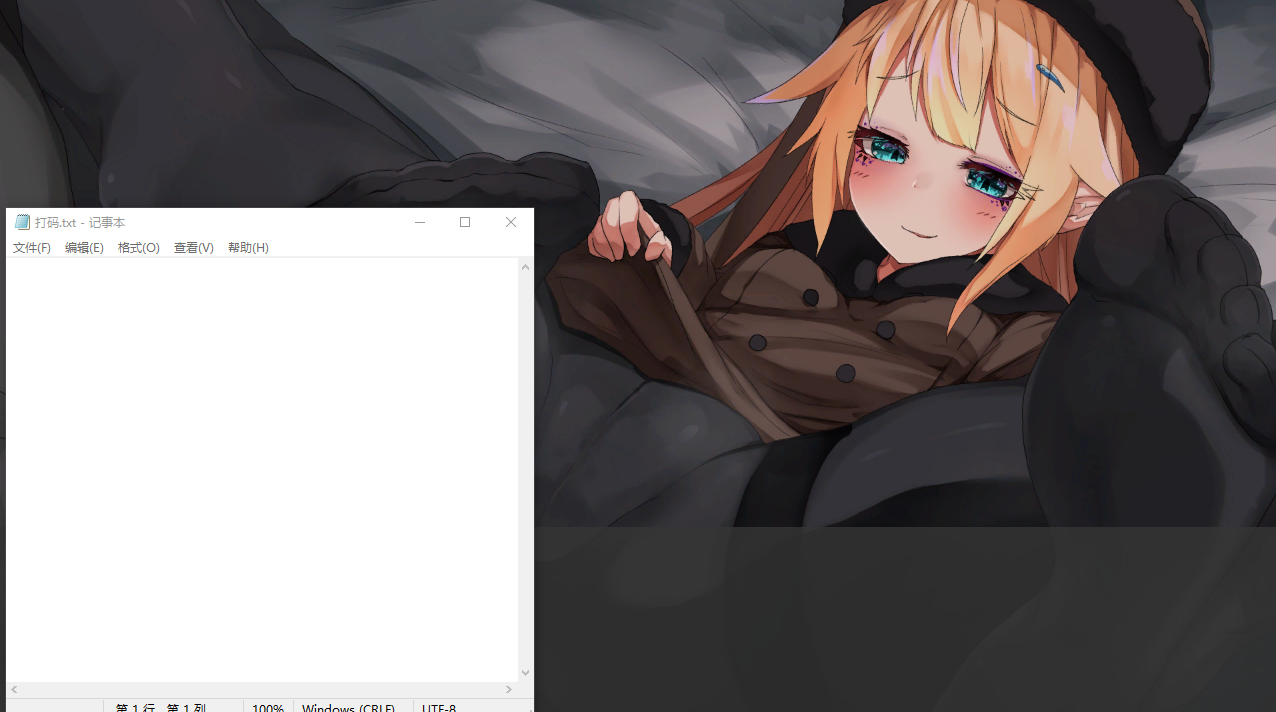 打码.txt - 记事本
文件(F) 编辑(E) 格式(O) 查看(V) 帮助(H)
第 1 行，第 1 列 100% Windows (CRLF) UTF-8